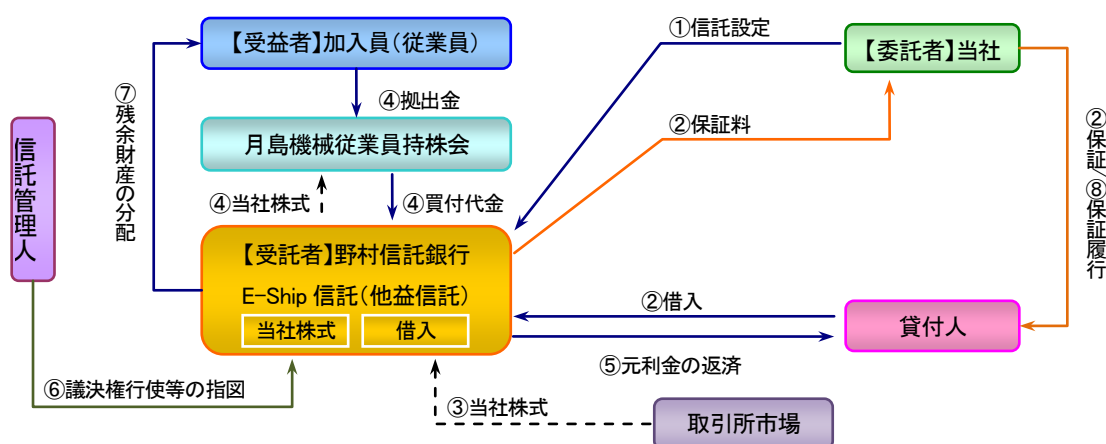 【受益者】加入員(従業員)
①信託設定
【委託者】当社
④拠出金
②保証料
②保証/⑧保証履行
⑦残余財産の分配
月島機械従業員持株会
信託管理人
④当社株式
④買付代金
【受託者】野村信託銀行
E-Ship 信託(他益信託)
当社株式
借入
②借入
貸付人
⑤元利金の返済
⑥議決権行使等の指図
③当社株式
取引所市場